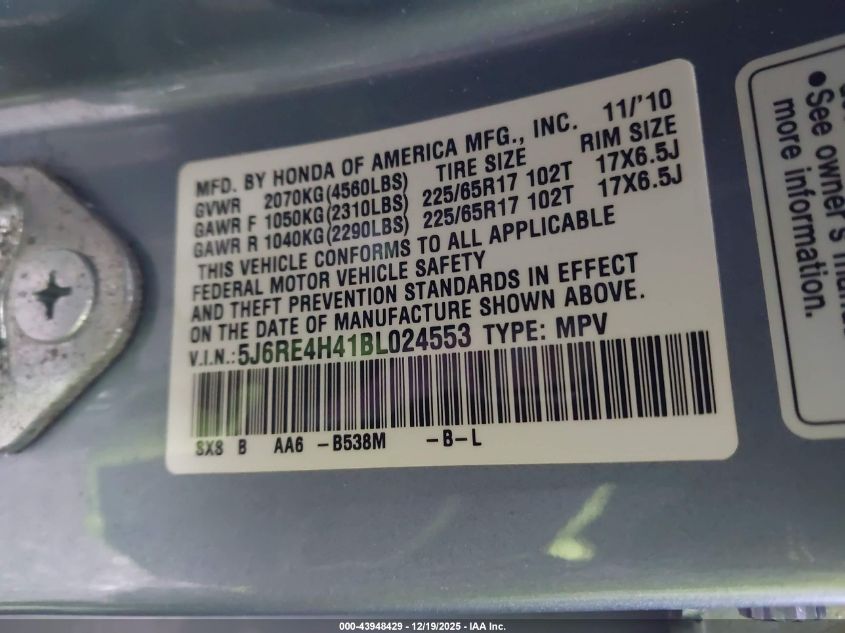 MFD. BY HONDA OF AMERICA MFG., INC. 11/'10
TIRE SIZE RIM SIZE
GVWR 2070KG(4560LBS)
GAWR F 1050KG(2310LBS) 225/65R17 102T 17X6.5J
GAWR R 1040KG(2290LBS) 225/65R17 102T 17X6.5J
THIS VEHICLE CONFORMS TO ALL APPLICABLE
FEDERAL MOTOR VEHICLE SAFETY
AND THEFT PREVENTION STANDARDS IN EFFECT
ON THE DATE OF MANUFACTURE SHOWN ABOVE.
V.I.N.: 5J6RE4H41BL024553 TYPE: MPV
SX8 B AA6 -B538M -B-L
•See owner's
more information.
000-43948429 - 12/19/2025 - IAA Inc.